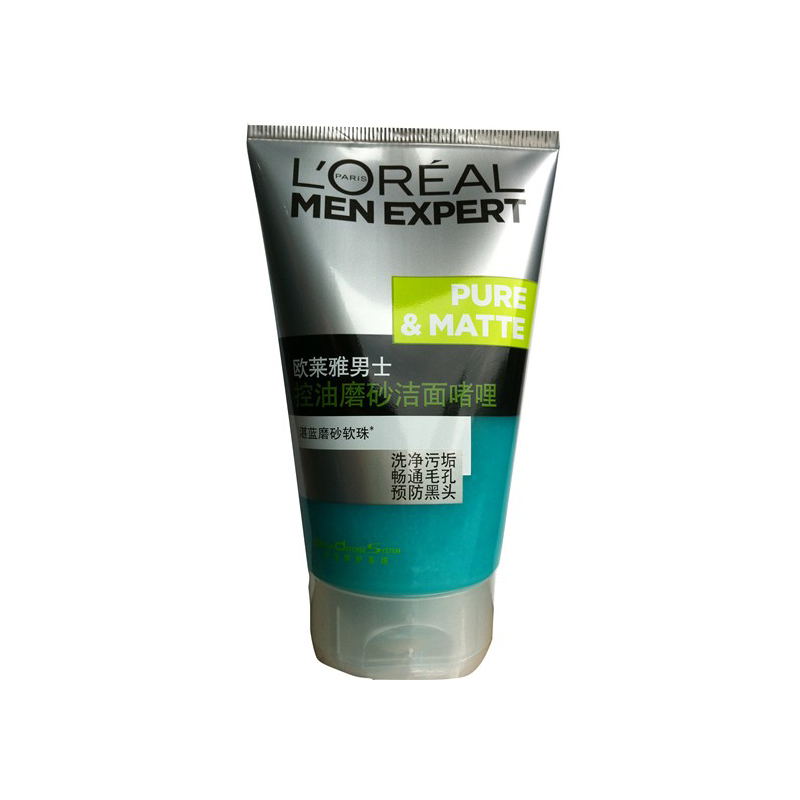 L'ORÉAL
PARIS
MEN EXPERT
PURE
& MATTE
欧莱雅男士
控油磨砂洁面啫哩
湛蓝磨砂软珠*
洗净污垢
畅通毛孔
预防黑头